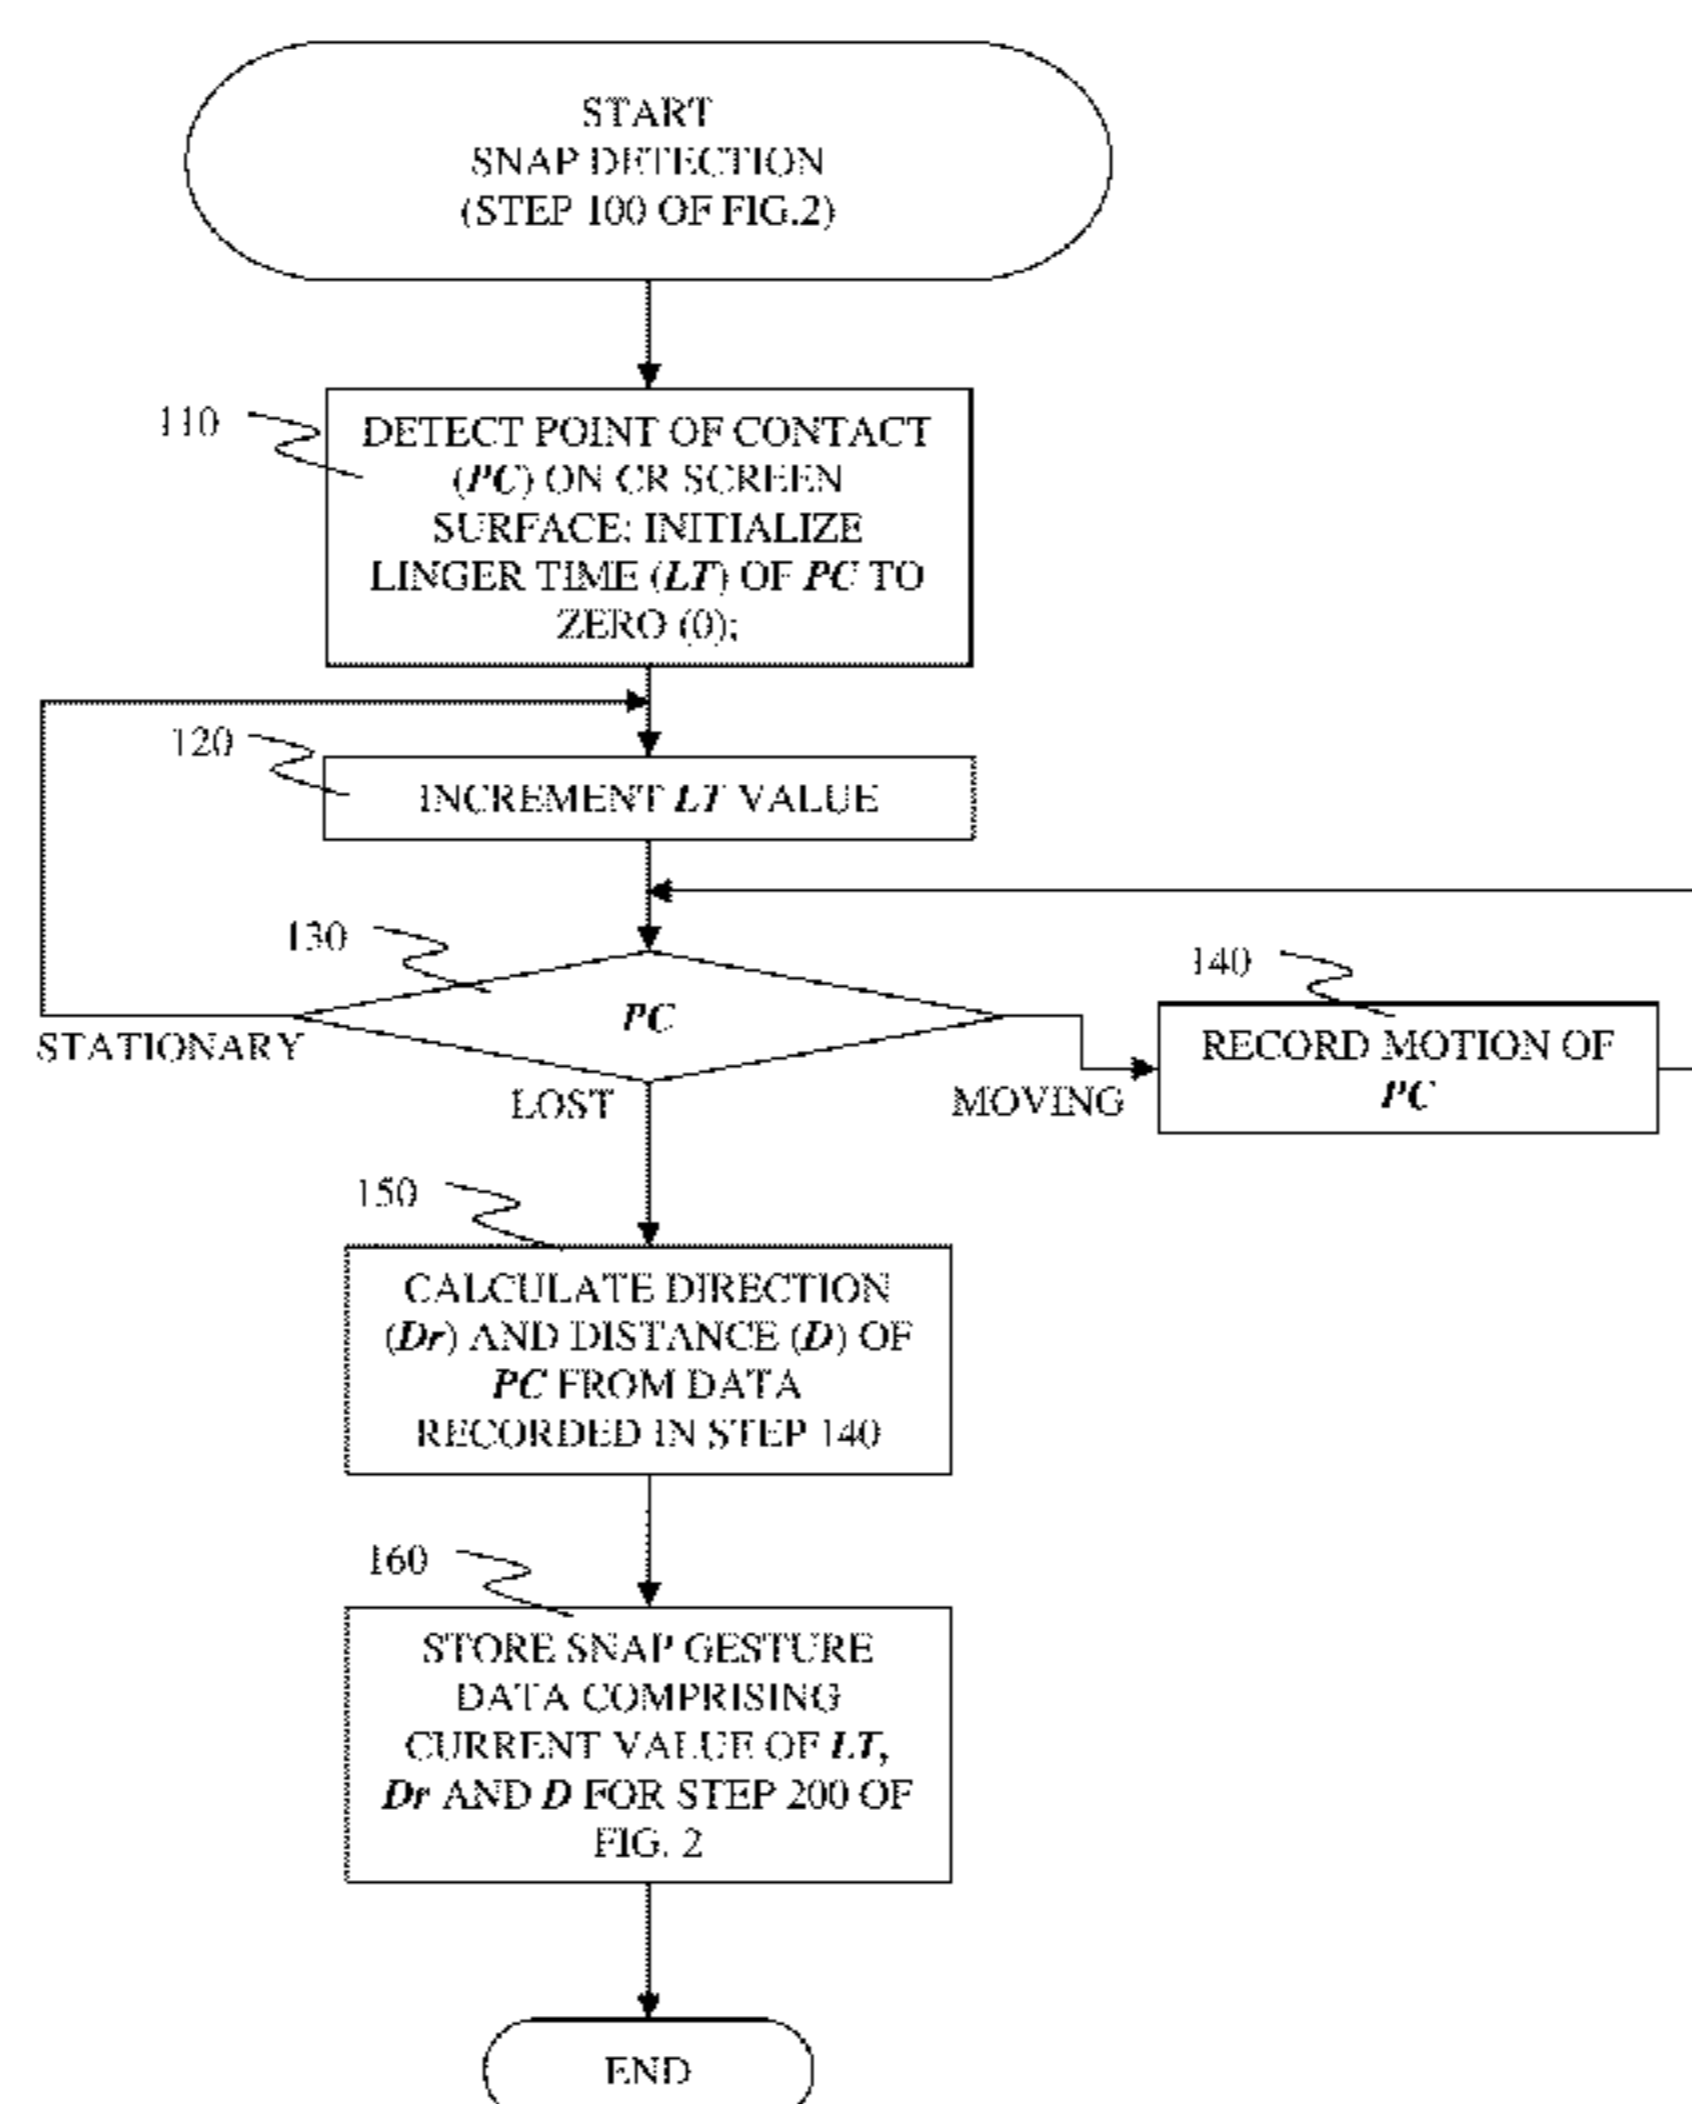 START
SNAP DETECTION
(STEP 100 OF FIG.2)
110
DETECT POINT OF CONTACT
(PC) ON CR SCREEN
SURFACE; INITIALIZE
LINGER TIME (LT) OF PC TO
ZERO (0);
120
INCREMENT LT VALUE
130
PC
140
RECORD MOTION OF
PC
STATIONARY
LOST
MOVING
150
CALCULATE DIRECTION
(Dr) AND DISTANCE (D) OF
PC FROM DATA
RECORDED IN STEP 140
160
STORE SNAP GESTURE
DATA COMPRISING
CURRENT VALUE OF LT,
Dr AND D FOR STEP 200 OF
FIG. 2
END